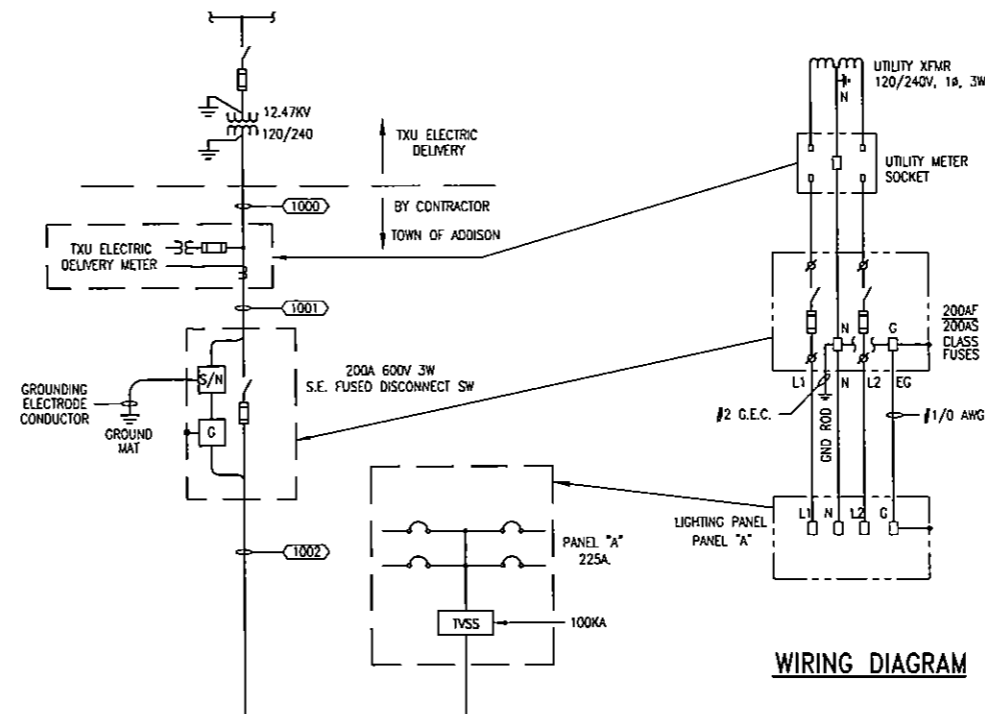 12.47KV
120/240
TXU ELECTRIC
DELIVERY
1000
BY CONTRACTOR
TOWN OF ADDISON
TXU ELECTRIC
DELIVERY METER
1001
200A 600V 3W
S.E. FUSED DISCONNECT SW
S/N
G
GROUNDING
ELECTRODE
CONDUCTOR
GROUND
MAT
1002
PANEL "A"
225A.
TVSS
100KA
UTILITY XFMR
120/240V, 1ø, 3W
N
UTILITY METER
SOCKET
200AF
200AS
CLASS
FUSES
N
G
L1
N
L2
EG
#2 G.E.C.
GND ROD
#1/0 AWG
LIGHTING PANEL
PANEL "A"
L1
N
L2
G
WIRING DIAGRAM